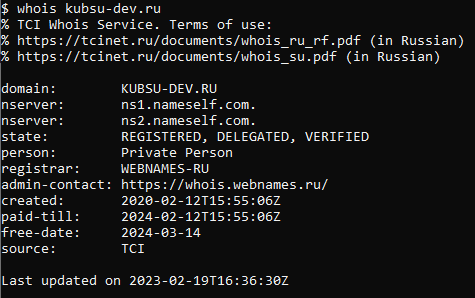 $ whois kubsu-dev.ru
% TCI Whois Service. Terms of use:
% https://tcinet.ru/documents/whois_ru_rf.pdf (in Russian)
% https://tcinet.ru/documents/whois_su.pdf (in Russian)

domain:        KUBSU-DEV.RU
nserver:       ns1.nameself.com.
nserver:       ns2.nameself.com.
state:         REGISTERED, DELEGATED, VERIFIED
person:        Private Person
registrar:     WEBNAMES-RU
admin-contact: https://whois.webnames.ru/
created:       2020-02-12T15:55:06Z
paid-till:     2024-02-12T15:55:06Z
free-date:     2024-03-14
source:        TCI

Last updated on 2023-02-19T16:36:30Z